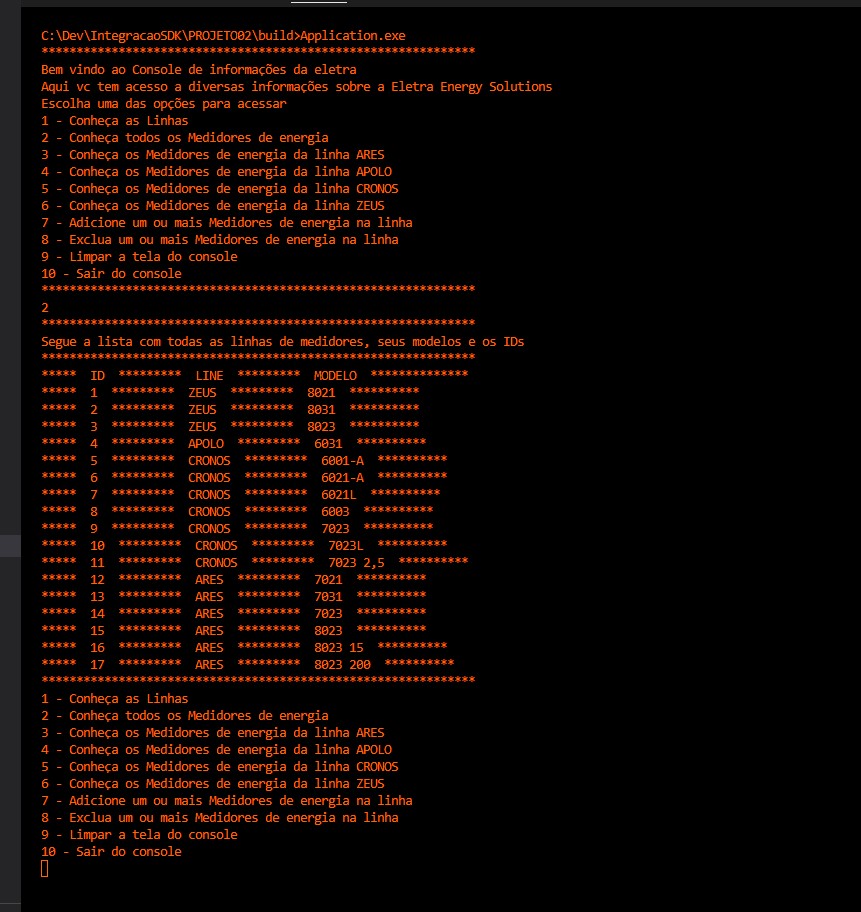 C:\Dev\IntegracaoSDK\PROJETO02\build>Application.exe
**************************************************************
Bem vindo ao Console de informações da eletra
Aqui vc tem acesso a diversas informações sobre a Eletra Energy Solutions
Escolha uma das opções para acessar
1 - Conheça as Linhas
2 - Conheça todos os Medidores de energia
3 - Conheça os Medidores de energia da linha ARES
4 - Conheça os Medidores de energia da linha APOLO
5 - Conheça os Medidores de energia da linha CRONOS
6 - Conheça os Medidores de energia da linha ZEUS
7 - Adicione um ou mais Medidores de energia na linha
8 - Exclua um ou mais Medidores de energia na linha
9 - Limpar a tela do console
10 - Sair do console
**************************************************************
2
**************************************************************
Segue a lista com todas as linhas de medidores, seus modelos e os IDs
**************************************************************
*****  ID  *********  LINE  *********  MODELO  **************
*****  1  *********  ZEUS  *********  8021  **********
*****  2  *********  ZEUS  *********  8031  **********
*****  3  *********  ZEUS  *********  8023  **********
*****  4  *********  APOLO  *********  6031  **********
*****  5  *********  CRONOS  *********  6001-A  **********
*****  6  *********  CRONOS  *********  6021-A  **********
*****  7  *********  CRONOS  *********  6021L  **********
*****  8  *********  CRONOS  *********  6003  **********
*****  9  *********  CRONOS  *********  7023  **********
*****  10  *********  CRONOS  *********  7023L  **********
*****  11  *********  CRONOS  *********  7023 2,5  **********
*****  12  *********  ARES  *********  7021  **********
*****  13  *********  ARES  *********  7031  **********
*****  14  *********  ARES  *********  7023  **********
*****  15  *********  ARES  *********  8023  **********
*****  16  *********  ARES  *********  8023 15  **********
*****  17  *********  ARES  *********  8023 200  **********
**************************************************************
1 - Conheça as Linhas
2 - Conheça todos os Medidores de energia
3 - Conheça os Medidores de energia da linha ARES
4 - Conheça os Medidores de energia da linha APOLO
5 - Conheça os Medidores de energia da linha CRONOS
6 - Conheça os Medidores de energia da linha ZEUS
7 - Adicione um ou mais Medidores de energia na linha
8 - Exclua um ou mais Medidores de energia na linha
9 - Limpar a tela do console
10 - Sair do console